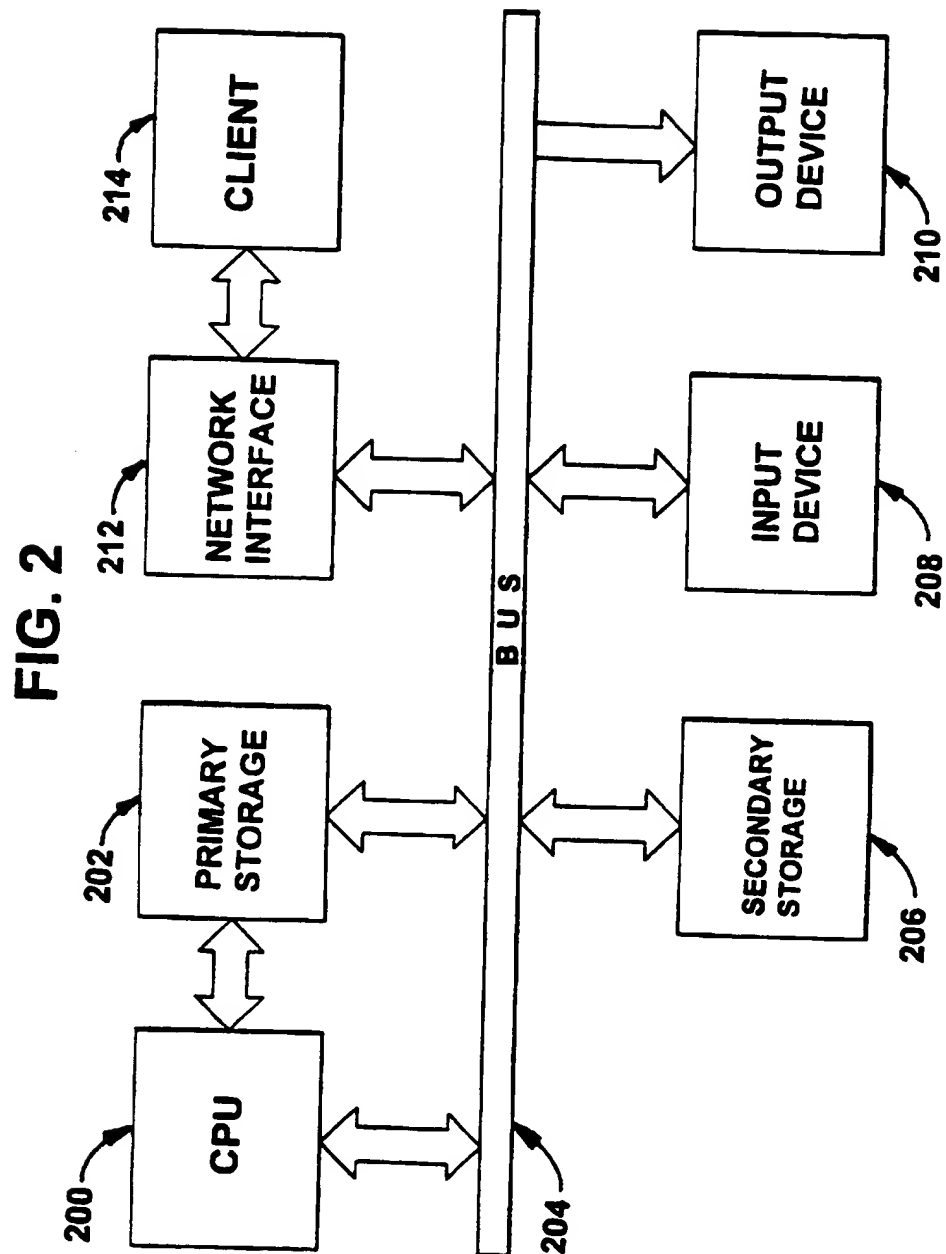 FIG. 2
200
CPU
202
PRIMARY
STORAGE
212
NETWORK
INTERFACE
214
CLIENT
BUS
204
SECONDARY
STORAGE
206
INPUT
DEVICE
208
OUTPUT
DEVICE
210